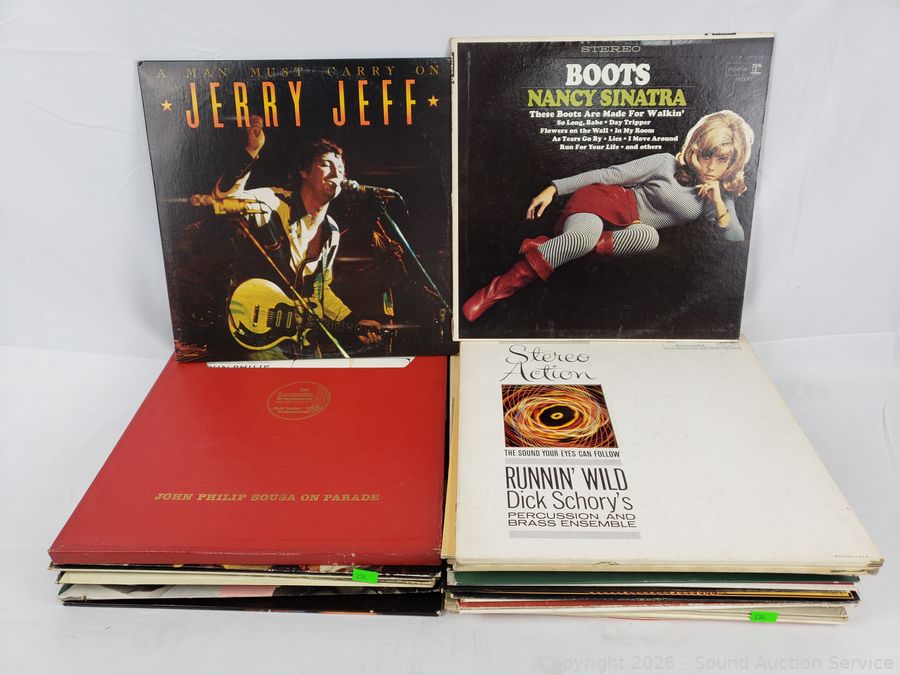 A MAN MUST CARRY ON
JERRY JEFF
STEREO
BOOTS
NANCY SINATRA
These Boots Are Made For Walkin'
So Long, Babe • Day Tripper
Flowers on the Wall • In My Room
As Tears Go By • Lies • I Move Around
Run For Your Life • and others
reprise
JOHN PHILIP SOUSA ON PARADE
Stereo
Action
THE SOUND YOUR EYES CAN FOLLOW
RUNNIN' WILD
Dick Schory's
PERCUSSION AND
BRASS ENSEMBLE
236.
236.
Copyright 2026 - Sound Auction Service